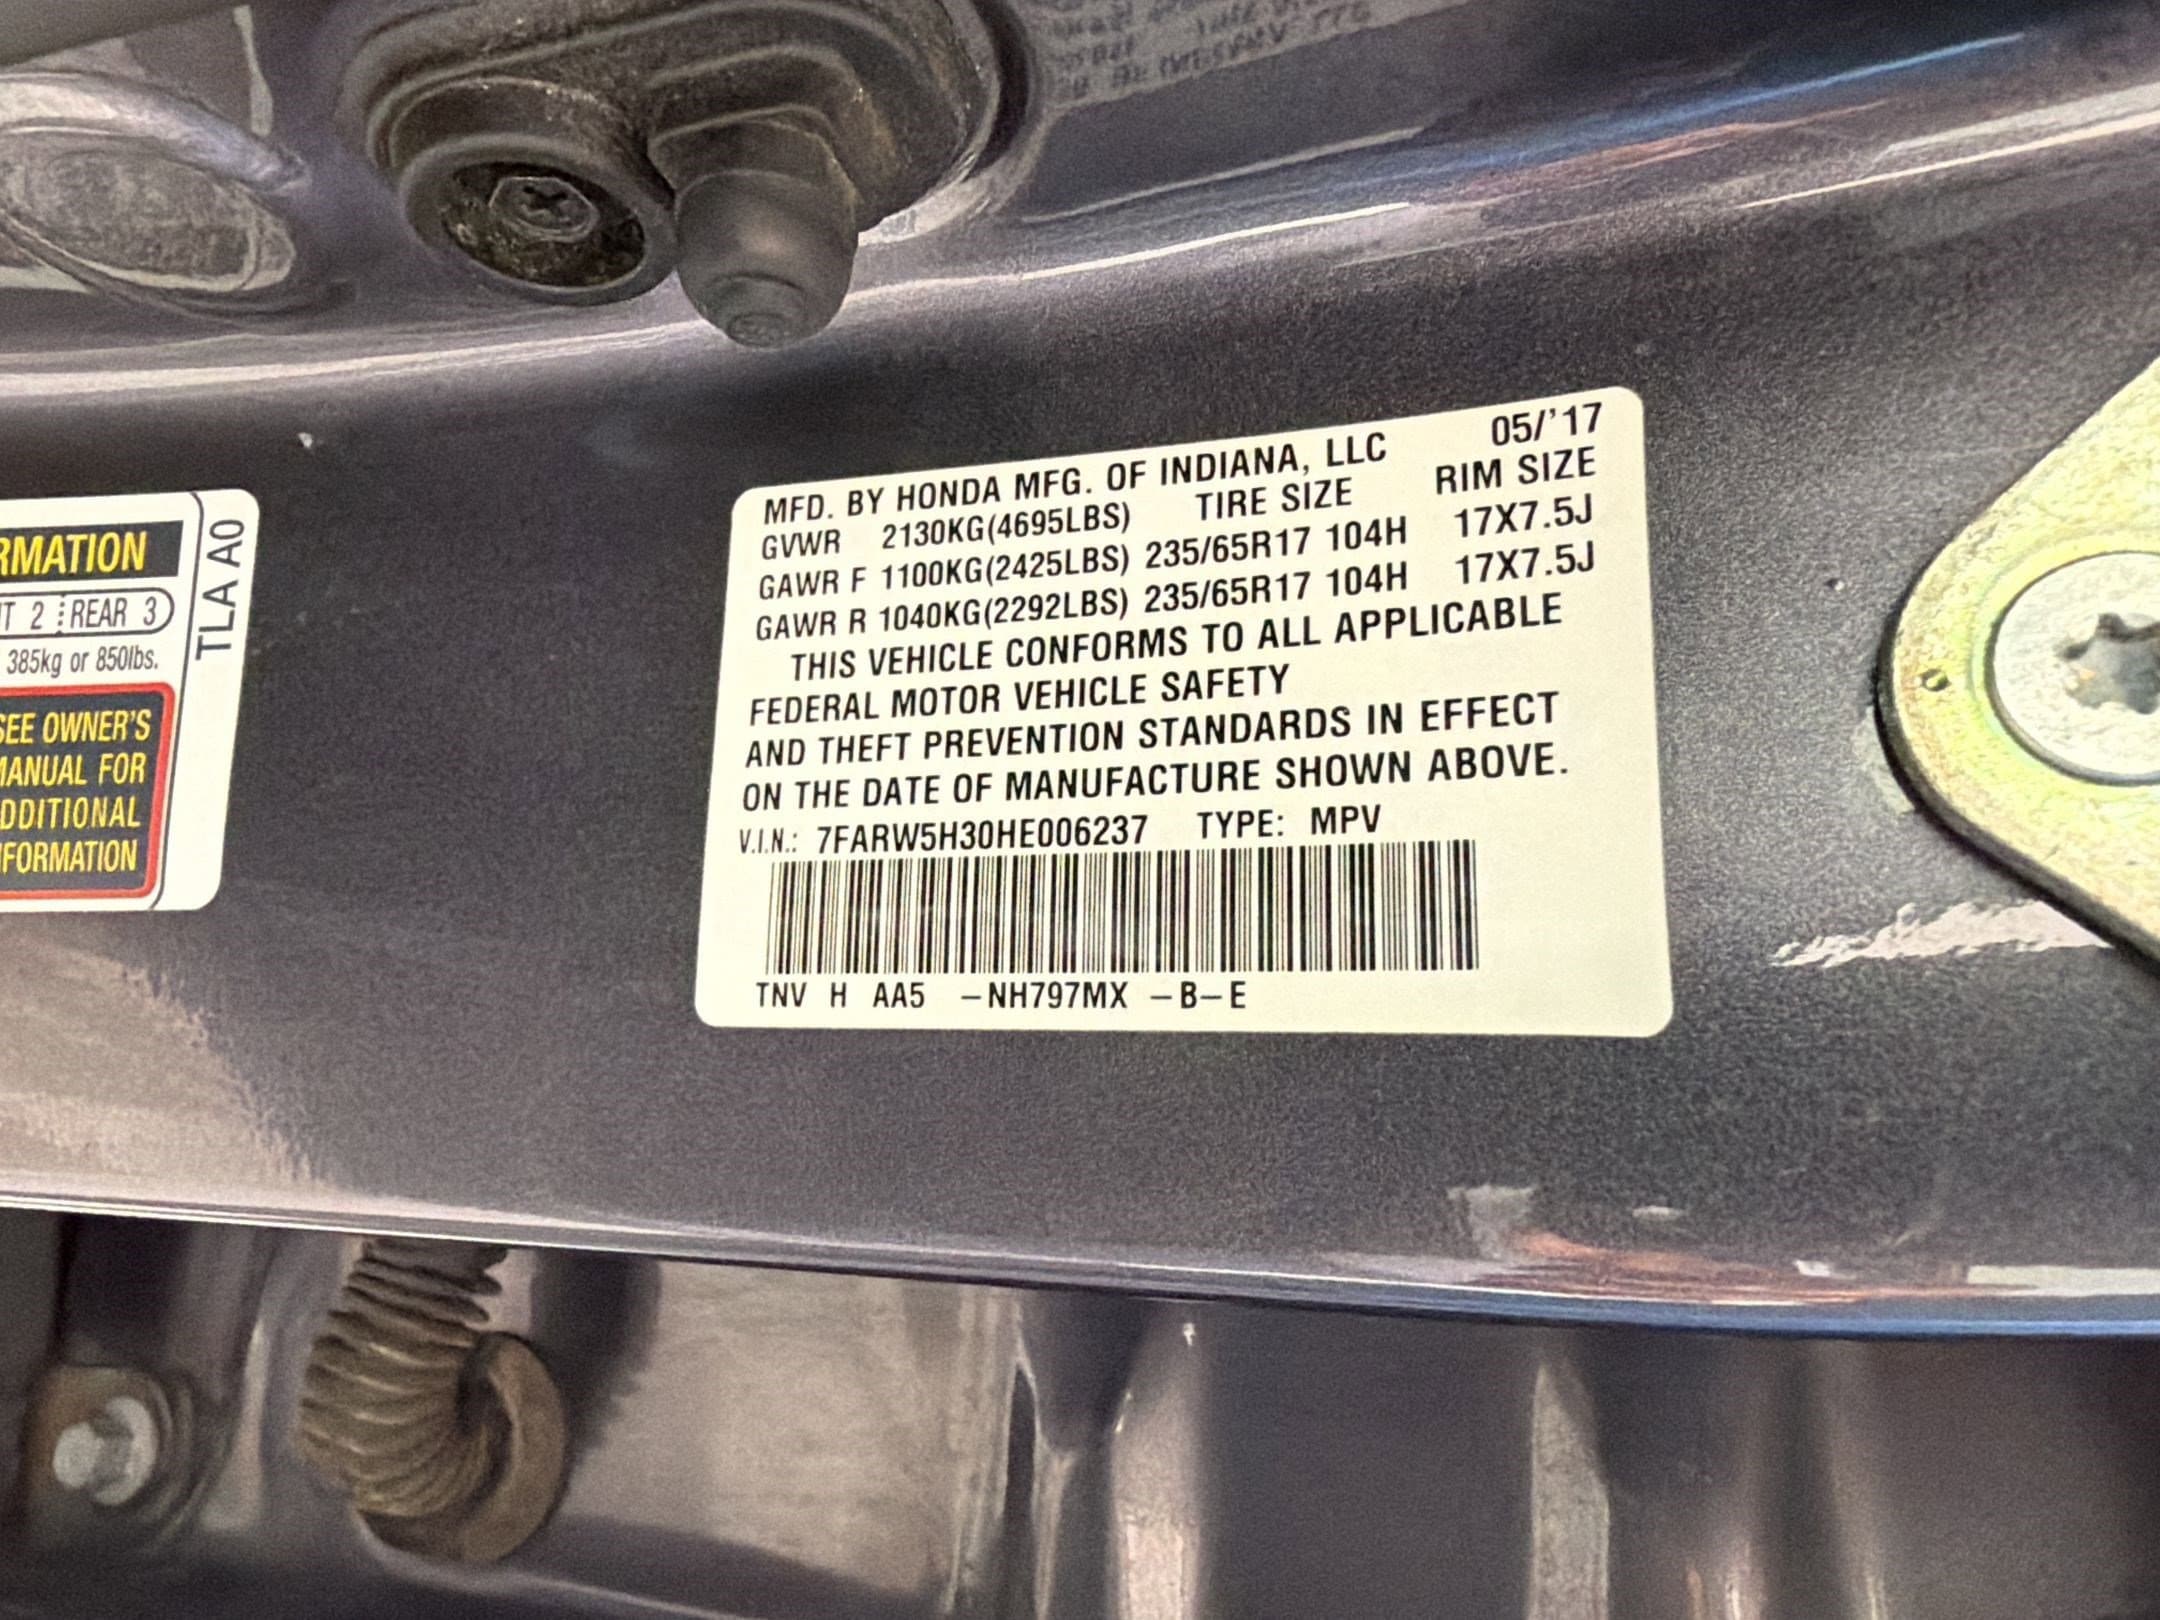 RMATION
T 2 REAR 3
385kg or 850lbs.
SEE OWNER'S
MANUAL FOR
DDITIONAL
FORMATION
TLA A0
MFD. BY HONDA MFG. OF INDIANA, LLC 05/'17
GVWR 2130KG(4695LBS) TIRE SIZE RIM SIZE
GAWR F 1100KG(2425LBS) 235/65R17 104H 17X7.5J
GAWR R 1040KG(2292LBS) 235/65R17 104H 17X7.5J
THIS VEHICLE CONFORMS TO ALL APPLICABLE
FEDERAL MOTOR VEHICLE SAFETY
AND THEFT PREVENTION STANDARDS IN EFFECT
ON THE DATE OF MANUFACTURE SHOWN ABOVE.
V.I.N.: 7FARW5H30HE006237 TYPE: MPV
TNV H AA5 -NH797MX -B-E